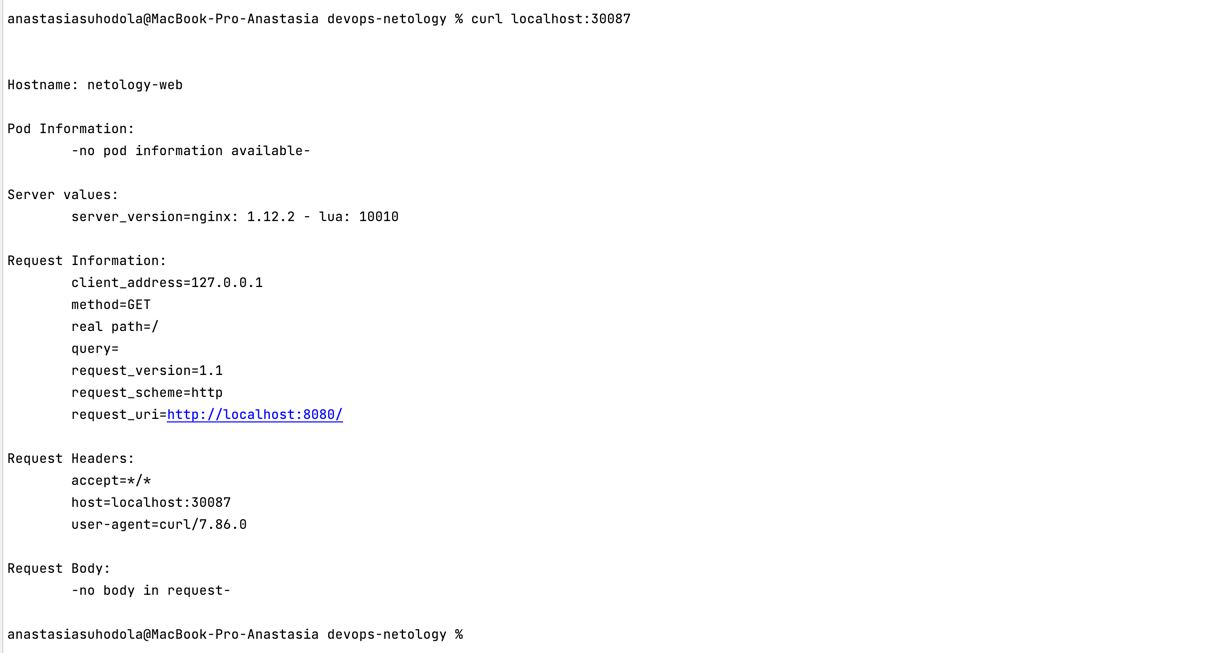 anastasiasuhodola@MacBook-Pro-Anastasia devops-netology % curl localhost:30087
Hostname: netology-web
Pod Information:
-no pod information available-
Server values:
server_version=nginx: 1.12.2 - lua: 10010
Request Information:
client_address=127.0.0.1
method=GET
real path=/
query=
request_version=1.1
request_scheme=http
request_uri=http://localhost:8080/
Request Headers:
accept=*/*
host=localhost:30087
user-agent=curl/7.86.0
Request Body:
-no body in request-
anastasiasuhodola@MacBook-Pro-Anastasia devops-netology %